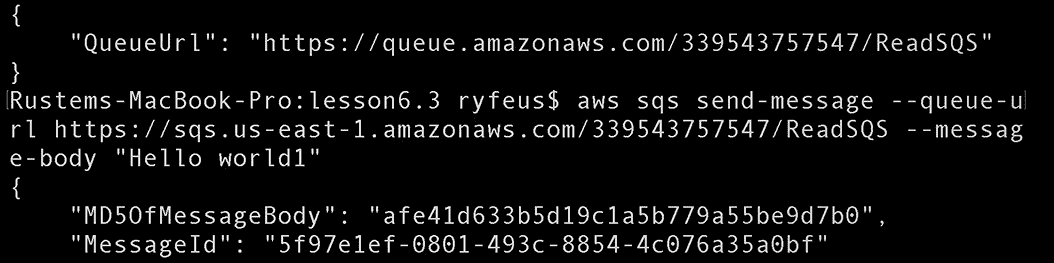 {
    "QueueUrl": "https://queue.amazonaws.com/339543757547/ReadSQS"
}
Rustems-MacBook-Pro:lesson6.3 ryfeus$ aws sqs send-message --queue-u
rl https://sqs.us-east-1.amazonaws.com/339543757547/ReadSQS --messag
e-body "Hello world1"
{
    "MD5OfMessageBody": "afe41d633b5d19c1a5b779a55be9d7b0",
    "MessageId": "5f97e1ef-0801-493c-8854-4c076a35a0bf"